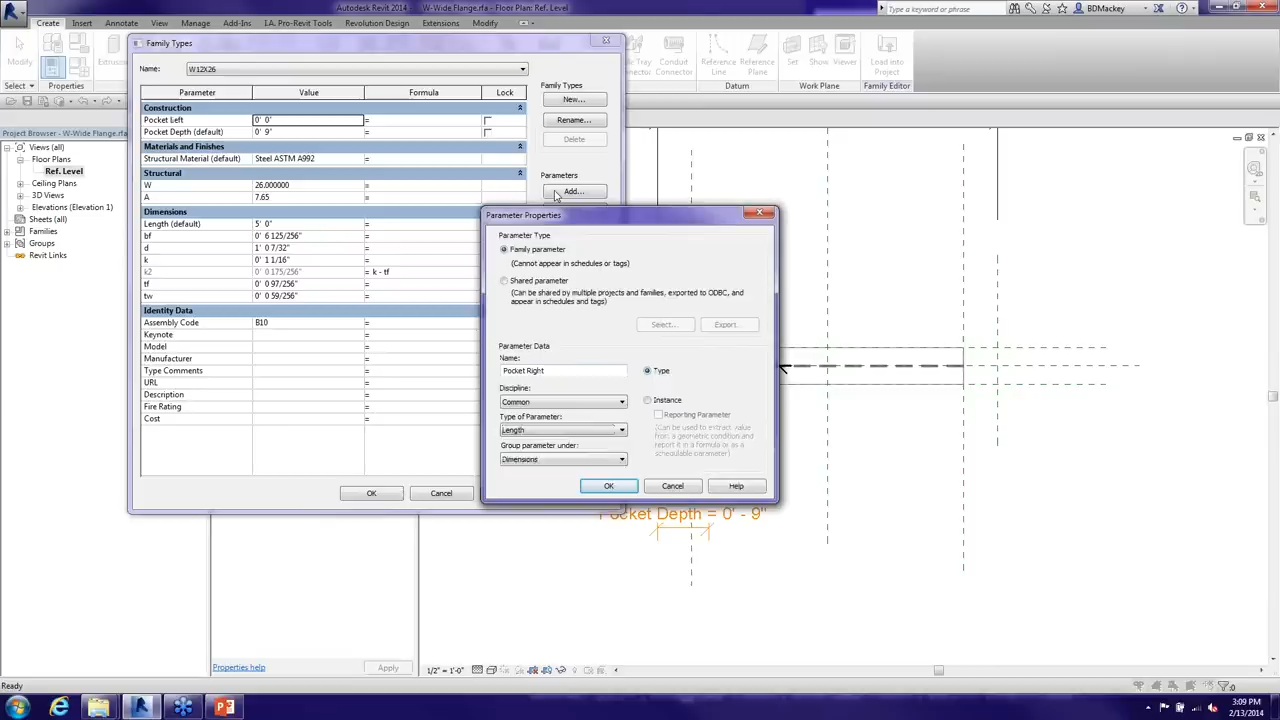 Autodesk Revit 2014 - W-Wide Flange.rfa - Floor Plan: Ref. Level
Type a keyword or phrase
BDMackey
Create
Insert
Annotate
View
Manage
Add-Ins
I.A. Pro-Revit Tools
Revolution Design
Extensions
Modify
Modify
Extrusion
Conduit
Connector
Reference
Line
Reference
Plane
Set
Show
Viewer
Load into
Project
Select
Properties
Datum
Work Plane
Family Editor
Project Browser - W-Wide Flange.rfa
Views (all)
Floor Plans
Ref. Level
Ceiling Plans
3D Views
Elevations (Elevation 1)
Sheets (all)
Families
Groups
Revit Links
Family Types
Name:
W12X26
Parameter
Value
Formula
Lock
Construction
Pocket Left
0' 0"
=
Pocket Depth (default)
0' 9"
=
Materials and Finishes
Structural Material (default)
Steel ASTM A992
=
Structural
W
26.000000
=
A
7.65
=
Dimensions
Length (default)
5' 0"
=
bf
0' 6 125/256"
=
d
1' 0 7/32"
=
k
0' 1 1/16"
=
k2
0' 0 175/256"
= k - tf
tf
0' 0 97/256"
=
tw
0' 0 59/256"
=
Identity Data
Assembly Code
B10
=
Keynote
=
Model
=
Manufacturer
=
Type Comments
=
URL
=
Description
=
Fire Rating
=
Cost
=
Family Types
New...
Rename...
Delete
Parameters
Add...
OK
Cancel
Parameter Properties
Parameter Type
Family parameter
(Cannot appear in schedules or tags)
Shared parameter
(Can be shared by multiple projects and families, exported to ODBC, and
appear in schedules and tags)
Select...
Export...
Parameter Data
Name:
Pocket Right
Type
Discipline:
Common
Instance
Reporting Parameter
(Can be used to extract value
from a geometric condition and
report it in a formula or as a
schedulable parameter)
Type of Parameter:
Length
Group parameter under:
Dimensions
OK
Cancel
Help
Pocket Depth = 0' - 9"
Properties help
Apply
1/2" = 1'-0"
Ready
:0
3:09 PM
2/13/2014